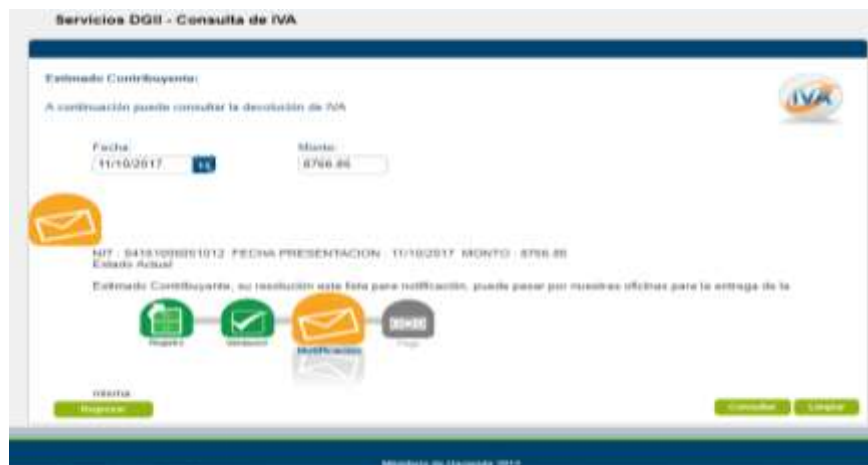 Servicios DGII - Consulta de IVA
Estimado Contribuyente:
A continuación puede consultar la devolución de IVA
IVA
Fecha: Monto:
11/10/2017 8766.86
FECHA PRESENTACION : 11/10/2017 MONTO : 8766.86
Estado Actual
Estimado Contribuyente, su resolución esta lista para notificación, puede pasar por nuestras oficinas para la entrega de la
Registro Notificación Pago
misma
Regresar Consultar Limpiar
Ministerio de Hacienda